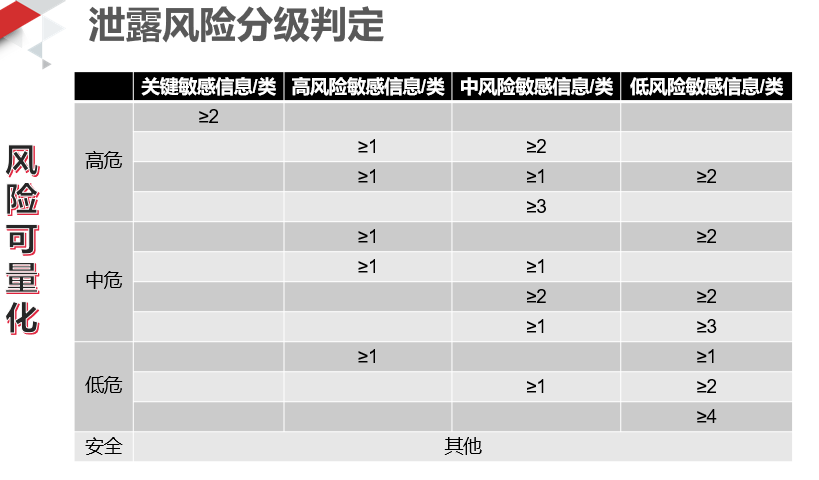 泄露风险分级判定
风险可量化
关键敏感信息/类 高风险敏感信息/类 中风险敏感信息/类 低风险敏感信息/类
高危
≥2
≥1 ≥2
≥1 ≥1 ≥2
≥3
中危
≥1 ≥2
≥1 ≥1
≥2 ≥2
≥1 ≥3
低危
≥1 ≥1
≥1 ≥2
≥4
安全 其他